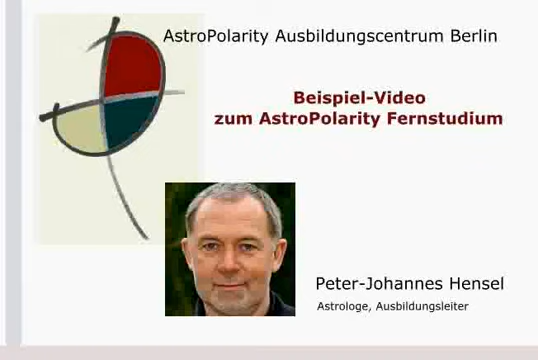 AstroPolarity Ausbildungscentrum Berlin
Beispiel-Video
zum AstroPolarity Fernstudium
Peter-Johannes Hensel
Astrologe, Ausbildungsleiter